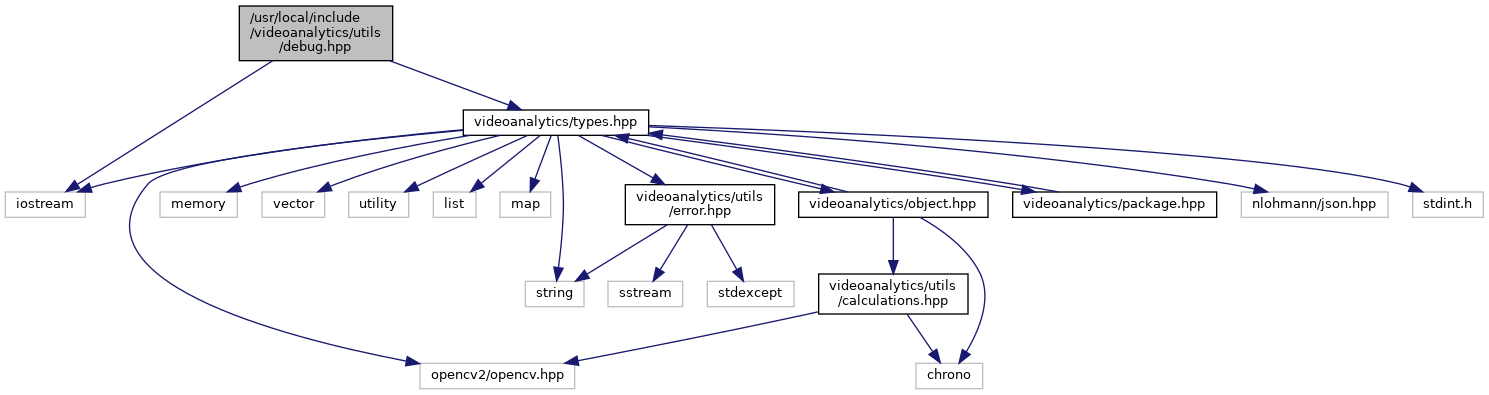 /usr/local/include
/videoanalytics/utils
/debug.hpp
videoanalytics/types.hpp
iostream
memory
vector
utility
list
map
videoanalytics/utils
/error.hpp
videoanalytics/object.hpp
videoanalytics/package.hpp
nlohmann/json.hpp
stdint.h
string
sstream
stdexcept
videoanalytics/utils
/calculations.hpp
opencv2/opencv.hpp
chrono